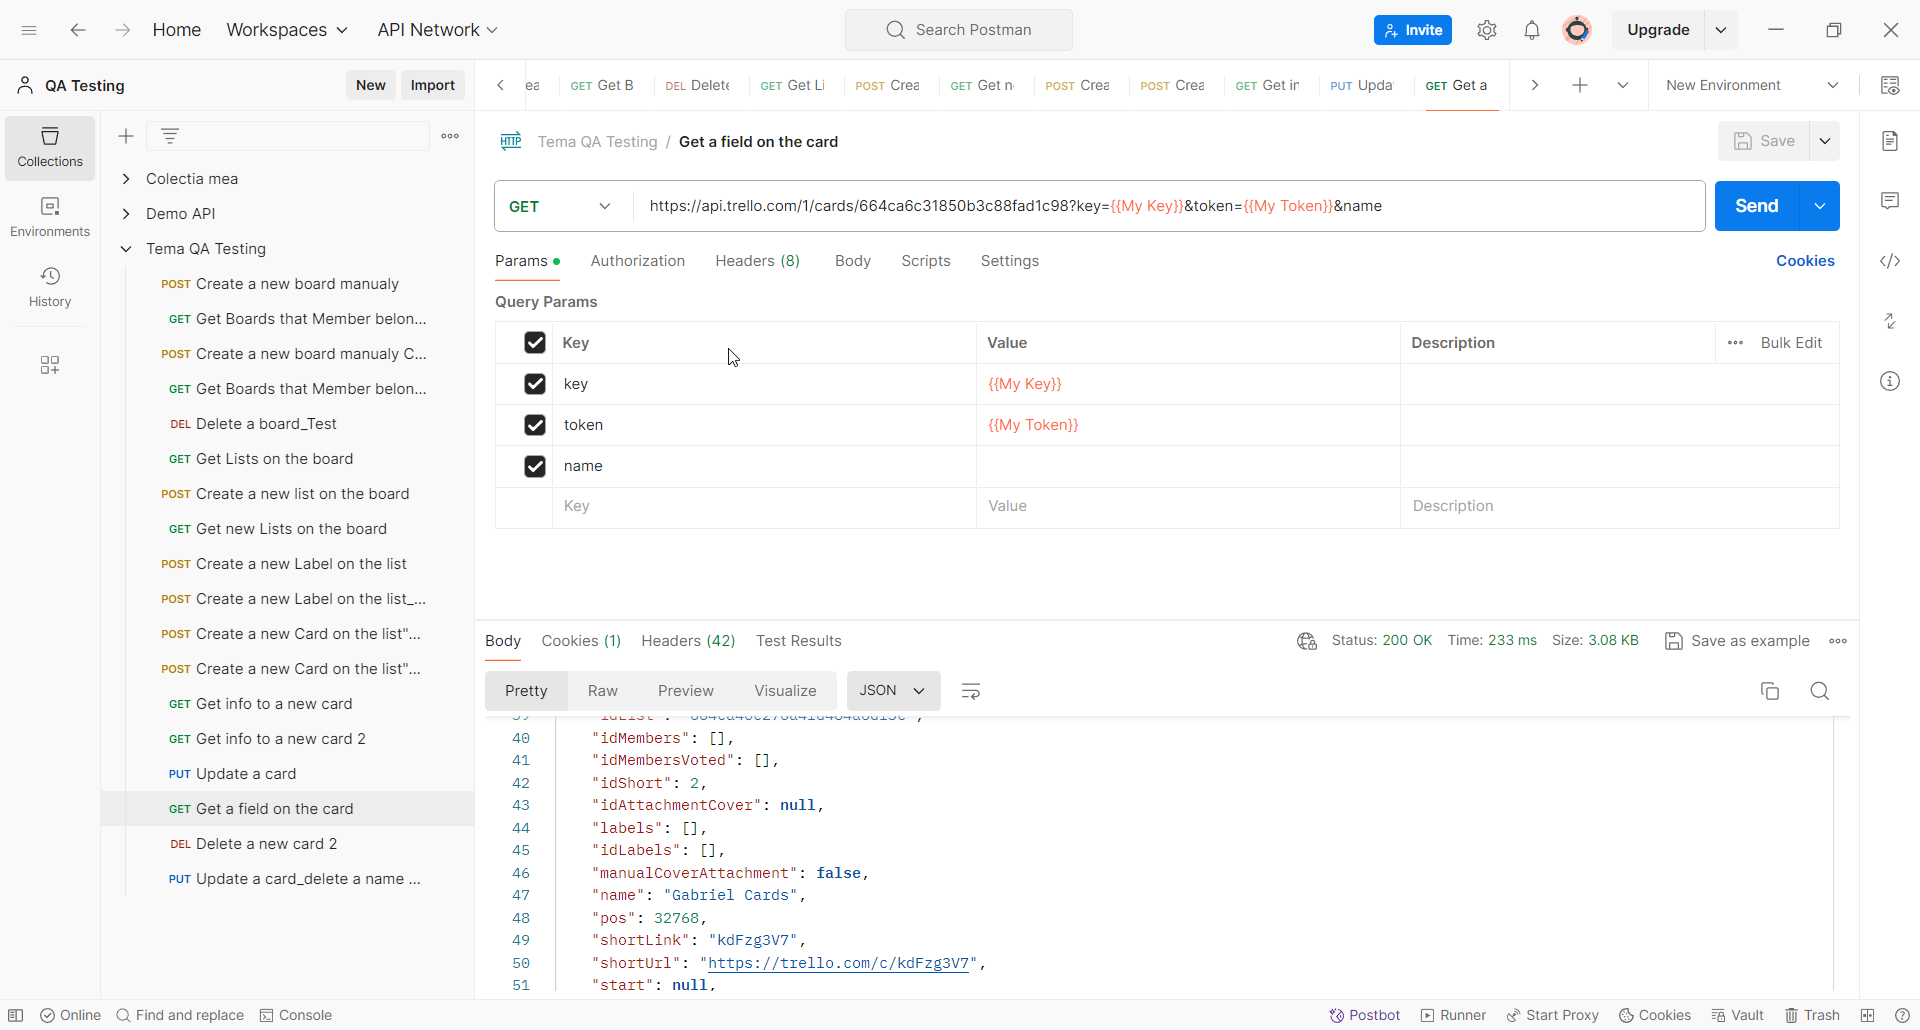 Home Workspaces API Network Search Postman Invite Upgrade
QA Testing New Import
GET Get B DEL Delete GET Get Li POST Crea GET Get n POST Crea POST Crea GET Get in PUT Upda GET Get a New Environment
Collections
Environments
History
Colectia mea
Demo API
Tema QA Testing
POST Create a new board manualy
GET Get Boards that Member belon...
POST Create a new board manualy C...
GET Get Boards that Member belon...
DEL Delete a board_Test
GET Get Lists on the board
POST Create a new list on the board
GET Get new Lists on the board
POST Create a new Label on the list
POST Create a new Label on the list_...
POST Create a new Card on the list"...
POST Create a new Card on the list"...
GET Get info to a new card
GET Get info to a new card 2
PUT Update a card
GET Get a field on the card
DEL Delete a new card 2
PUT Update a card_delete a name ...
HTTP Tema QA Testing / Get a field on the card Save
GET https://api.trello.com/1/cards/664ca6c31850b3c88fad1c98?key={{My Key}}&token={{My Token}}&name Send
Params Authorization Headers (8) Body Scripts Settings Cookies
Query Params
Key Value Description Bulk Edit
key {{My Key}}
token {{My Token}}
name
Key Value Description
Body Cookies (1) Headers (42) Test Results Status: 200 OK Time: 233 ms Size: 3.08 KB Save as example
Pretty Raw Preview Visualize JSON
40 "idMembers": [],
41 "idMembersVoted": [],
42 "idShort": 2,
43 "idAttachmentCover": null,
44 "labels": [],
45 "idLabels": [],
46 "manualCoverAttachment": false,
47 "name": "Gabriel Cards",
48 "pos": 32768,
49 "shortLink": "kdFzg3V7",
50 "shortUrl": "https://trello.com/c/kdFzg3V7",
51 "start": null,
Online Find and replace Console Postbot Runner Start Proxy Cookies Vault Trash